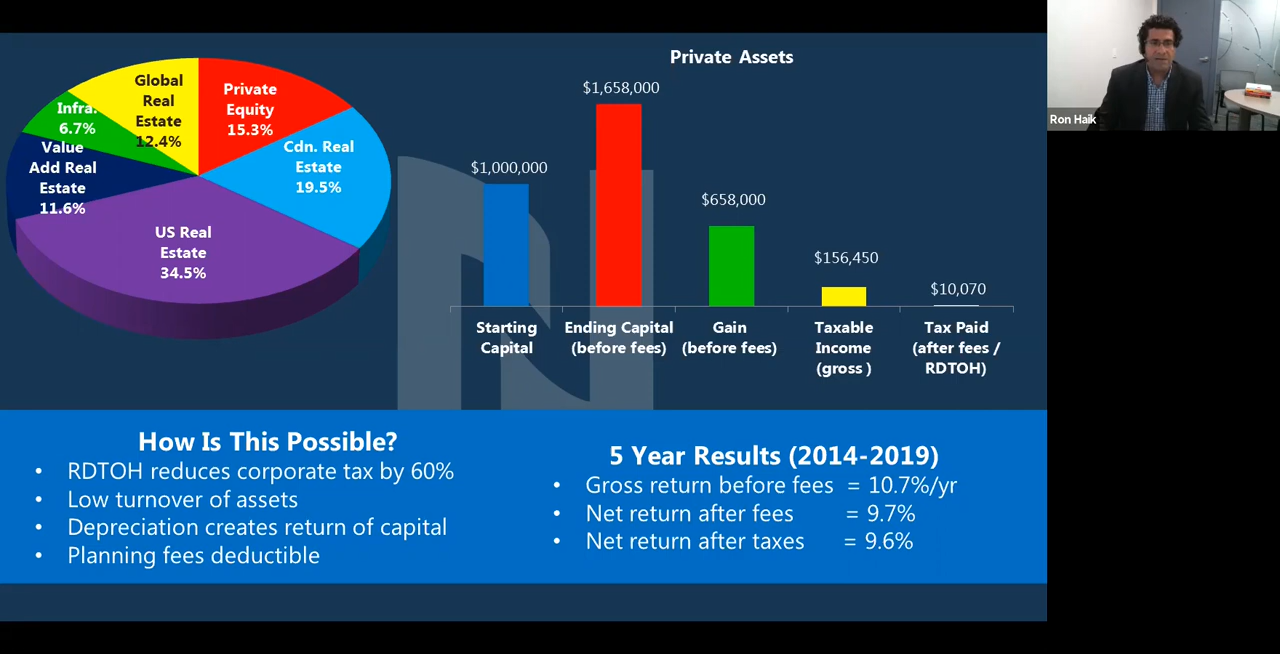 Private Assets
Global
Real
Estate
12.4%
Private
Equity
15.3%
Infra.
6.7%
Cdn. Real
Estate
19.5%
Value
Add Real
Estate
11.6%
US Real
Estate
34.5%
$1,000,000
$1,658,000
$658,000
$156,450
$10,070
Starting
Capital
Ending Capital
(before fees)
Gain
(before fees)
Taxable
Income
(gross )
Tax Paid
(after fees /
RDTOH)
How Is This Possible?
• RDTOH reduces corporate tax by 60%
• Low turnover of assets
• Depreciation creates return of capital
• Planning fees deductible
5 Year Results (2014-2019)
• Gross return before fees = 10.7%/yr
• Net return after fees = 9.7%
• Net return after taxes = 9.6%
Ron Haik